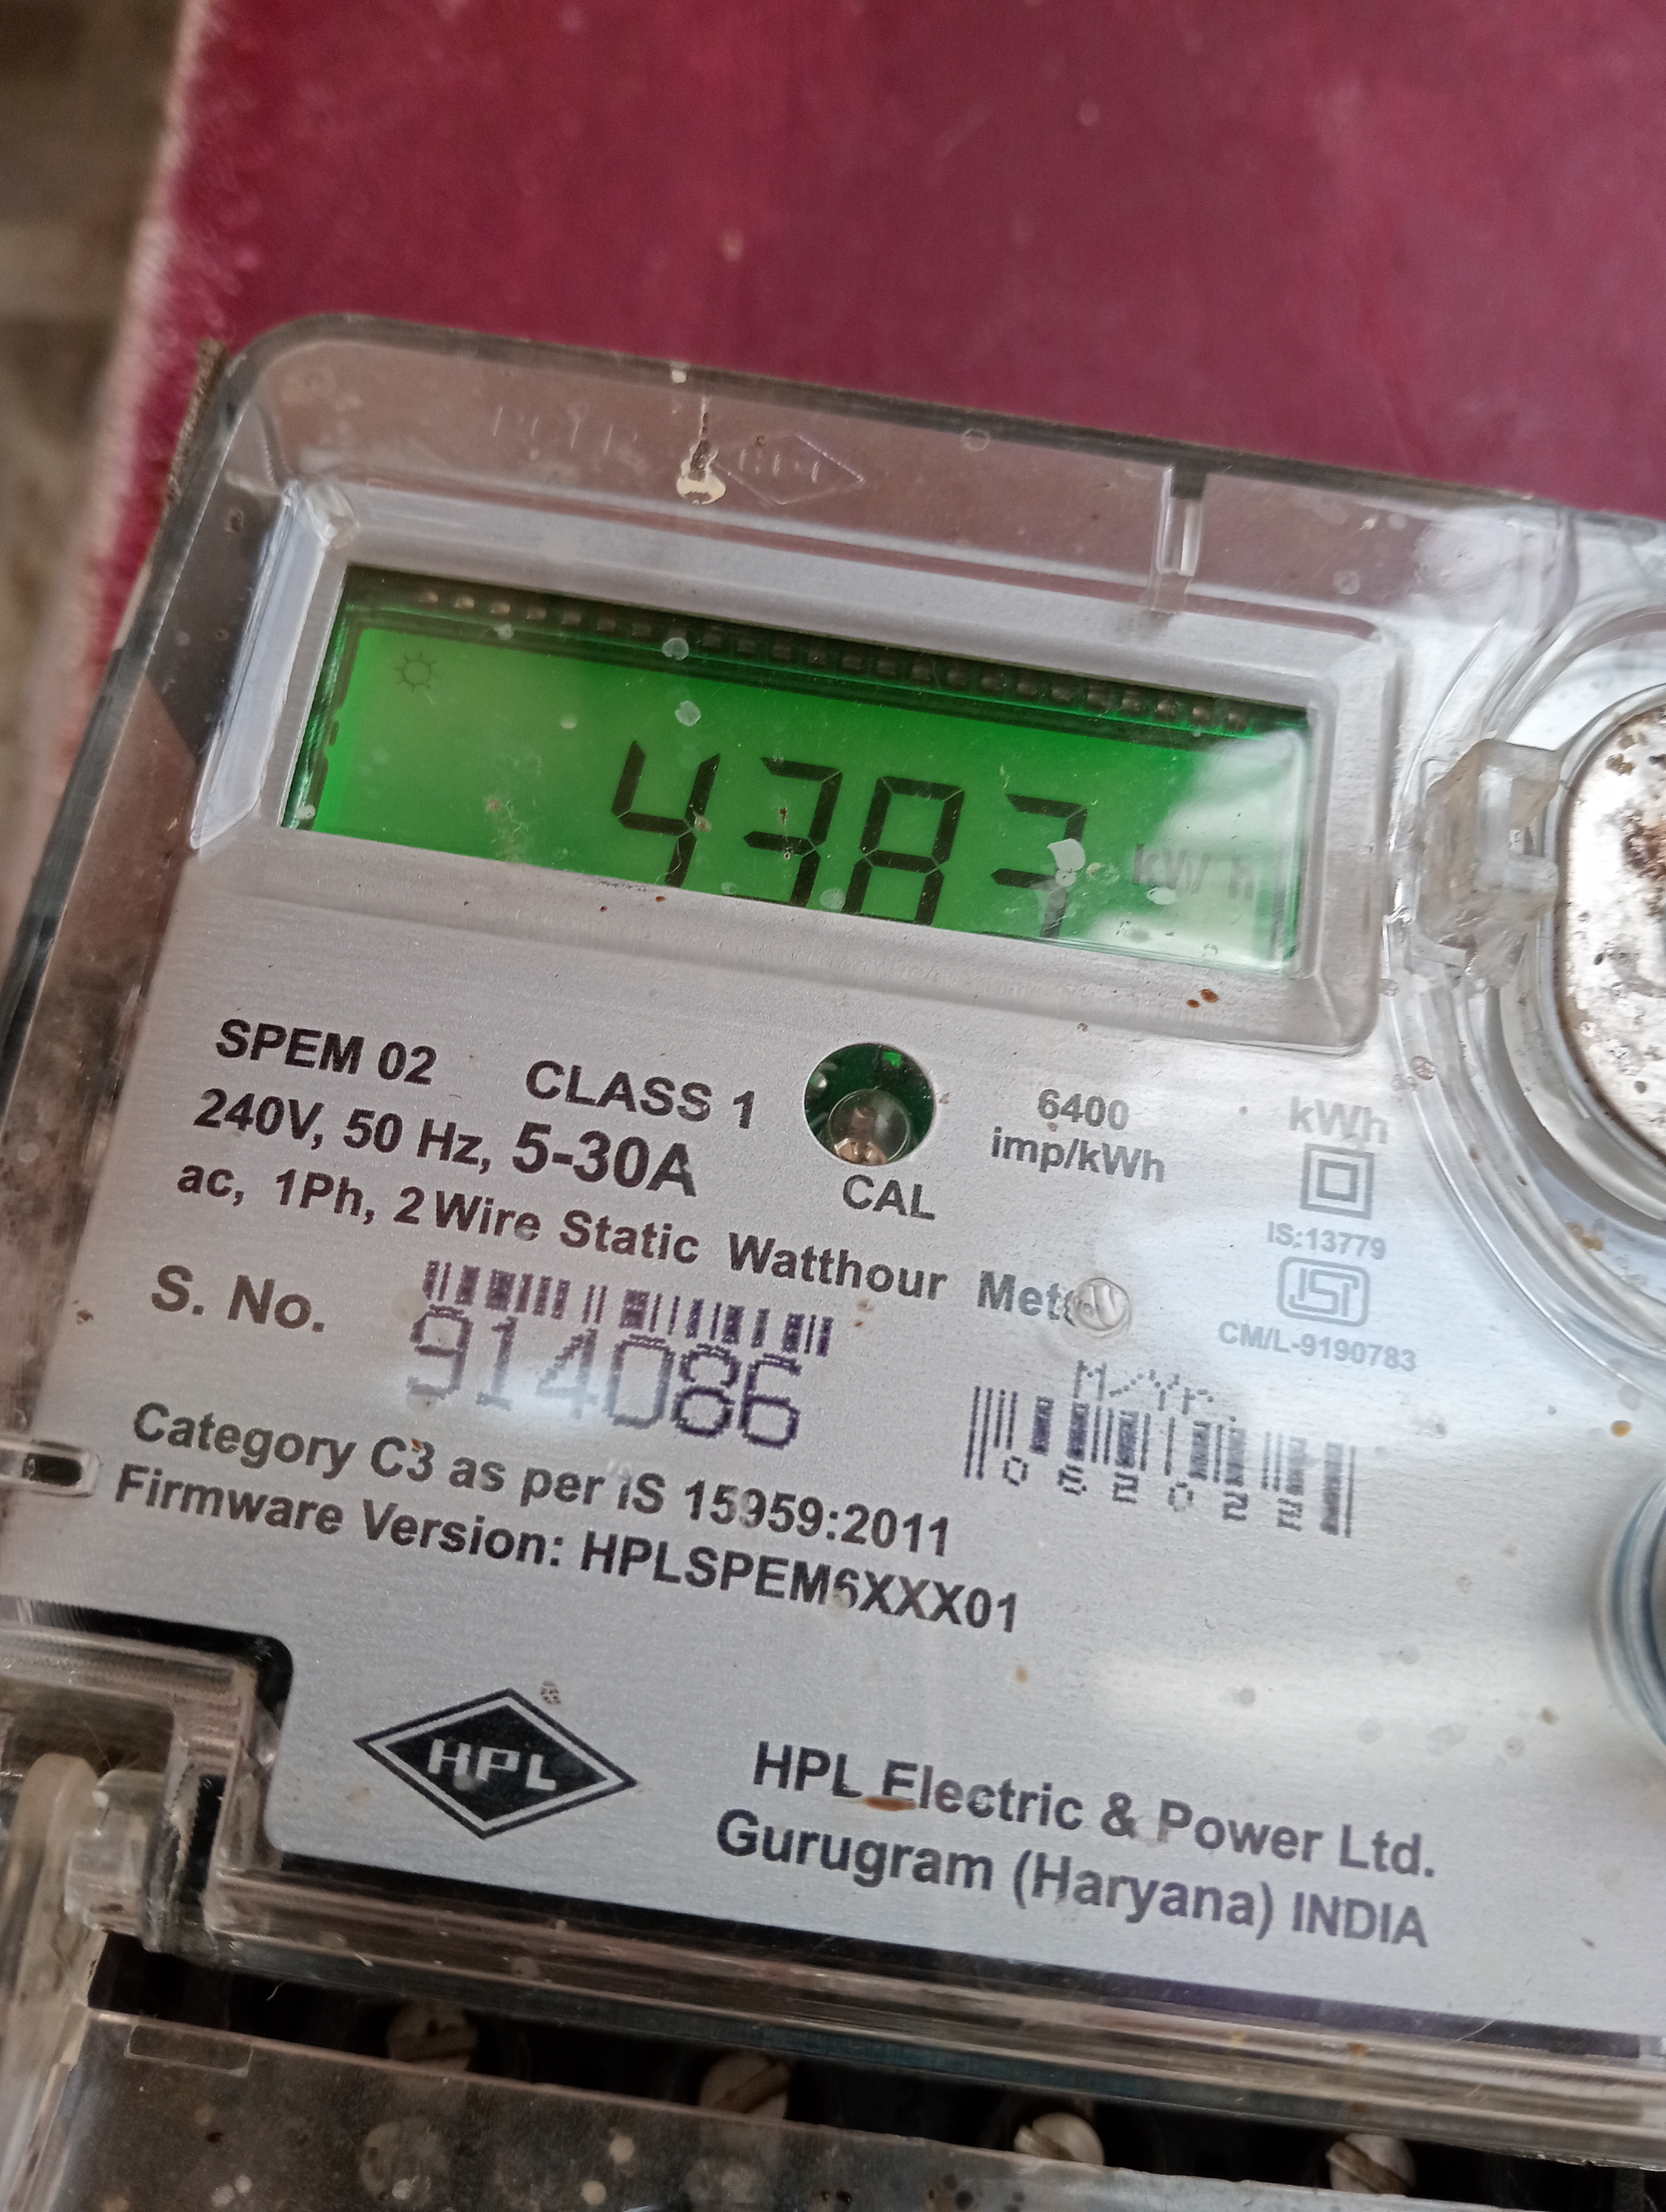 4383
kWh
SPEM 02 CLASS 1
240V, 50 Hz, 5-30A
ac, 1Ph, 2 Wire Static Watthour
CAL
6400
imp/kWh
kWh
IS:13779
ISI
CM/L-9190783
S. No.
914086
M/Yr.
Category C3 as per IS 15959:2011
Firmware Version: HPLSPEM6XXX01
HPL
HPL Electric & Power Ltd.
Gurugram (Haryana) INDIA